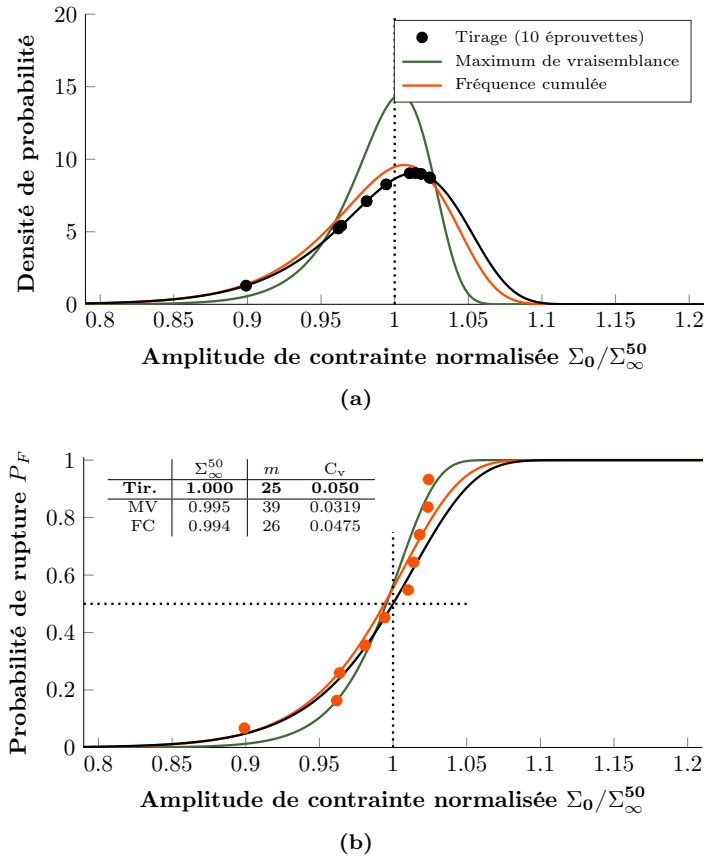 20
15
10
5
0
Densité de probabilité
Tirage (10 éprouvettes)
Maximum de vraisemblance
Fréquence cumulée
0.8 0.85 0.9 0.95 1 1.05 1.1 1.15 1.2
Amplitude de contrainte normalisée Σ₀/Σ⁵⁰∞
(a)
1
0.8
0.6
0.4
0.2
0
Probabilité de rupture P_F
Σ⁵⁰∞ m Cᵥ
Tir. 1.000 25 0.050
MV 0.995 39 0.0319
FC 0.994 26 0.0475
0.8 0.85 0.9 0.95 1 1.05 1.1 1.15 1.2
Amplitude de contrainte normalisée Σ₀/Σ⁵⁰∞
(b)